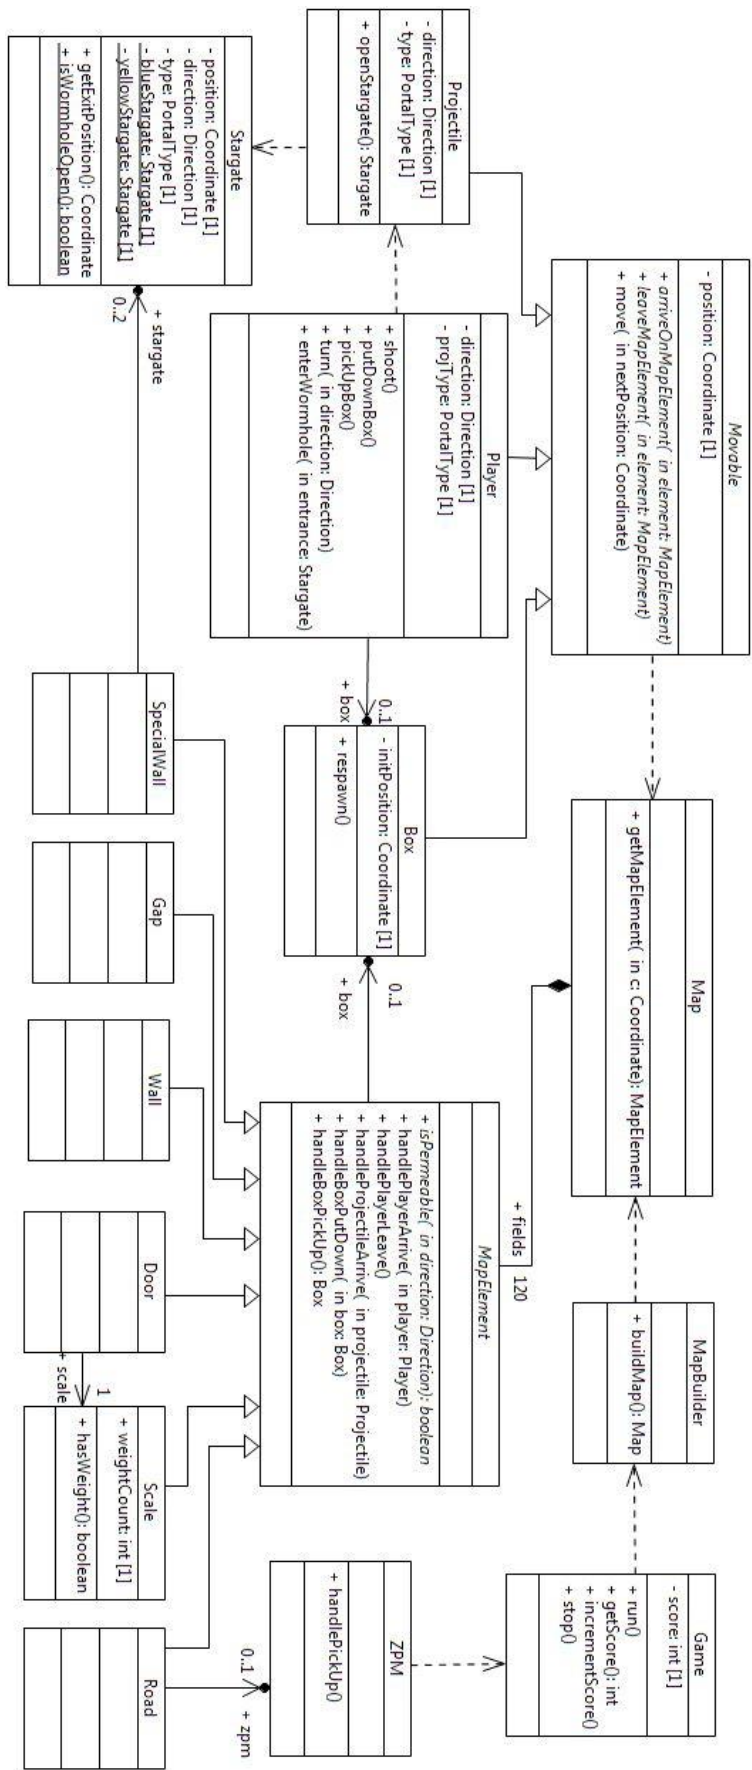 Movable
- position: Coordinate [1]
+ arriveOnMapElement( in element: MapElement)
+ leaveMapElement( in element: MapElement)
+ move( in nextPosition: Coordinate)
Map
+ getMapElement( in c: Coordinate): MapElement
MapBuilder
+ buildMap(): Map
Game
- score: int [1]
+ run()
+ getScore(): int
+ incrementScore()
+ stop()
Projectile
- direction: Direction [1]
- type: PortalType [1]
+ openStargate(): Stargate
Player
- direction: Direction [1]
- projType: PortalType [1]
+ shoot()
+ putDownBox()
+ pickUpBox()
+ turn( in direction: Direction)
+ enterWormhole( in entrance: Stargate)
0..1
+ box
Box
- initPosition: Coordinate [1]
+ respawn()
0..1
+ box
+ fields
120
MapElement
+ isPermeable( in direction: Direction): boolean
+ handlePlayerArrive( in player: Player)
+ handlePlayerLeave()
+ handleProjectileArrive( in projectile: Projectile)
+ handleBoxPutDown( in box: Box)
+ handleBoxPickUp(): Box
ZPM
+ handlePickUp()
0..1
+ zpm
Stargate
- position: Coordinate [1]
- direction: Direction [1]
- type: PortalType [1]
- blueStargate: Stargate [1]
- yellowStargate: Stargate [1]
+ getExitPosition(): Coordinate
+ isWormholeOpen(): boolean
+ stargate
0..2
SpecialWall
Gap
Wall
Door
1
+ scale
Scale
+ weightCount: int [1]
+ hasWeight(): boolean
Road